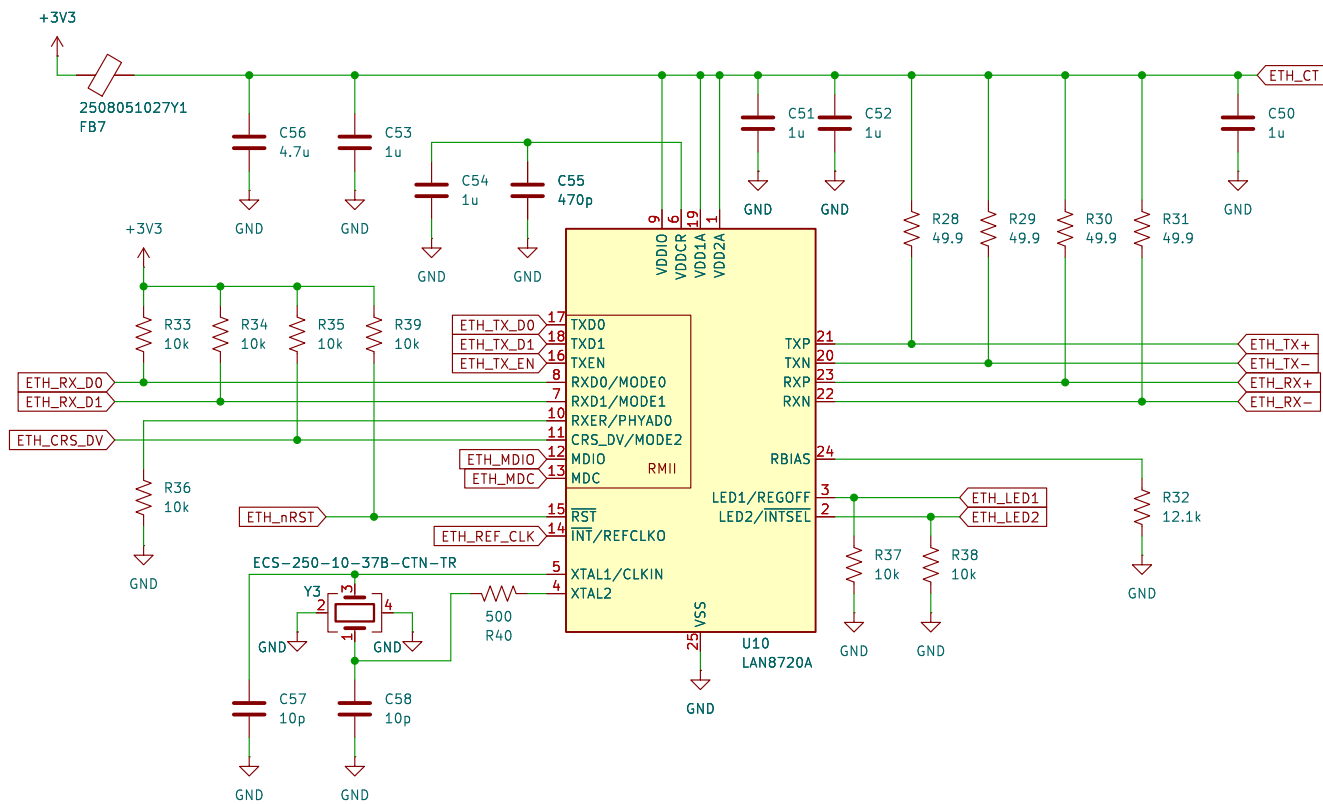 +3V3
2508051027Y1
FB7
ETH_CT
C56
4.7u
GND
C53
1u
GND
C54
1u
GND
C55
470p
GND
C51
1u
GND
C52
1u
GND
C50
1u
GND
R28
49.9
R29
49.9
R30
49.9
R31
49.9
+3V3
R33
10k
R34
10k
R35
10k
R39
10k
9
6
19
1
VDDIO
VDDCR
VDD1A
VDD2A
ETH_TX_D0
17
TXD0
ETH_TX_D1
18
TXD1
ETH_TX_EN
16
TXEN
ETH_RX_D0
8
RXD0/MODE0
ETH_RX_D1
7
RXD1/MODE1
10
RXER/PHYAD0
ETH_CRS_DV
11
CRS_DV/MODE2
ETH_MDIO
12
MDIO
ETH_MDC
13
MDC
RMII
R36
10k
GND
ETH_nRST
15
RST
ETH_REF_CLK
14
INT/REFCLKO
5
XTAL1/CLKIN
4
XTAL2
TXP
21
ETH_TX+
TXN
20
ETH_TX-
RXP
23
ETH_RX+
RXN
22
ETH_RX-
RBIAS
24
LED1/REGOFF
3
ETH_LED1
LED2/INTSEL
2
ETH_LED2
R32
12.1k
GND
R37
10k
GND
R38
10k
GND
ECS-250-10-37B-CTN-TR
Y3
3
2
4
1
GND
GND
500
R40
VSS
25
GND
U10
LAN8720A
C57
10p
GND
C58
10p
GND